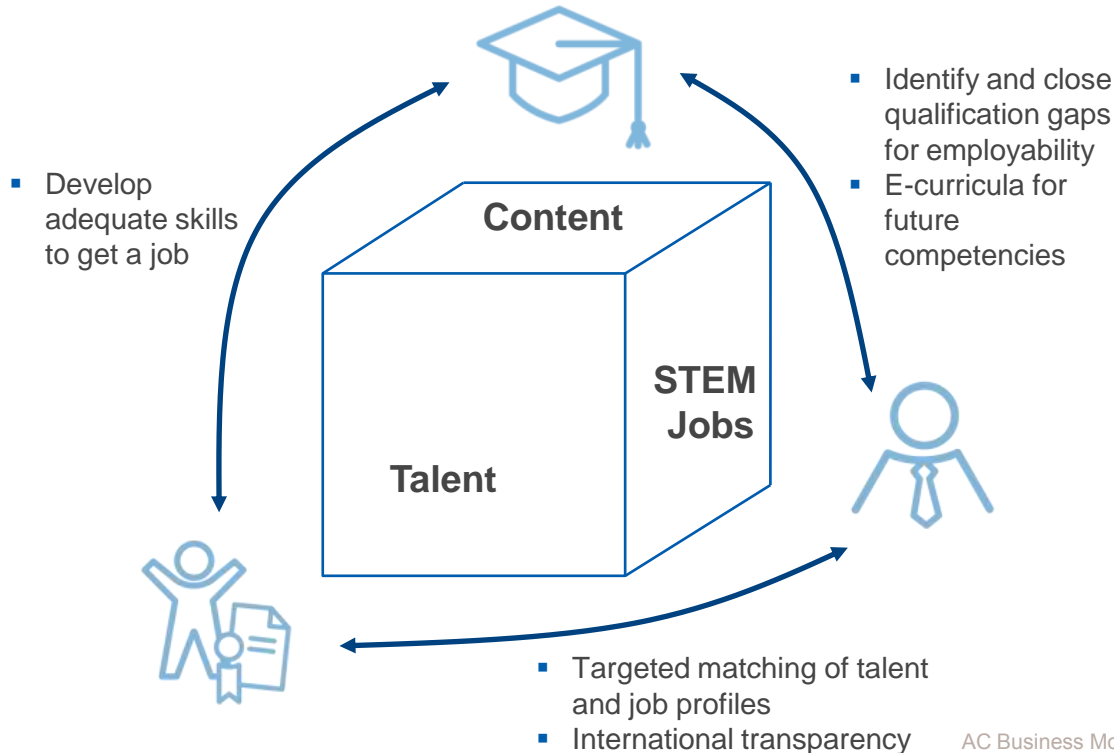 ▪ Develop
adequate skills
to get a job
▪ Identify and close
qualification gaps
for employability
▪ E-curricula for
future
competencies
Content
STEM
Jobs
Talent
▪ Targeted matching of talent
and job profiles
▪ International transparency
AC Business